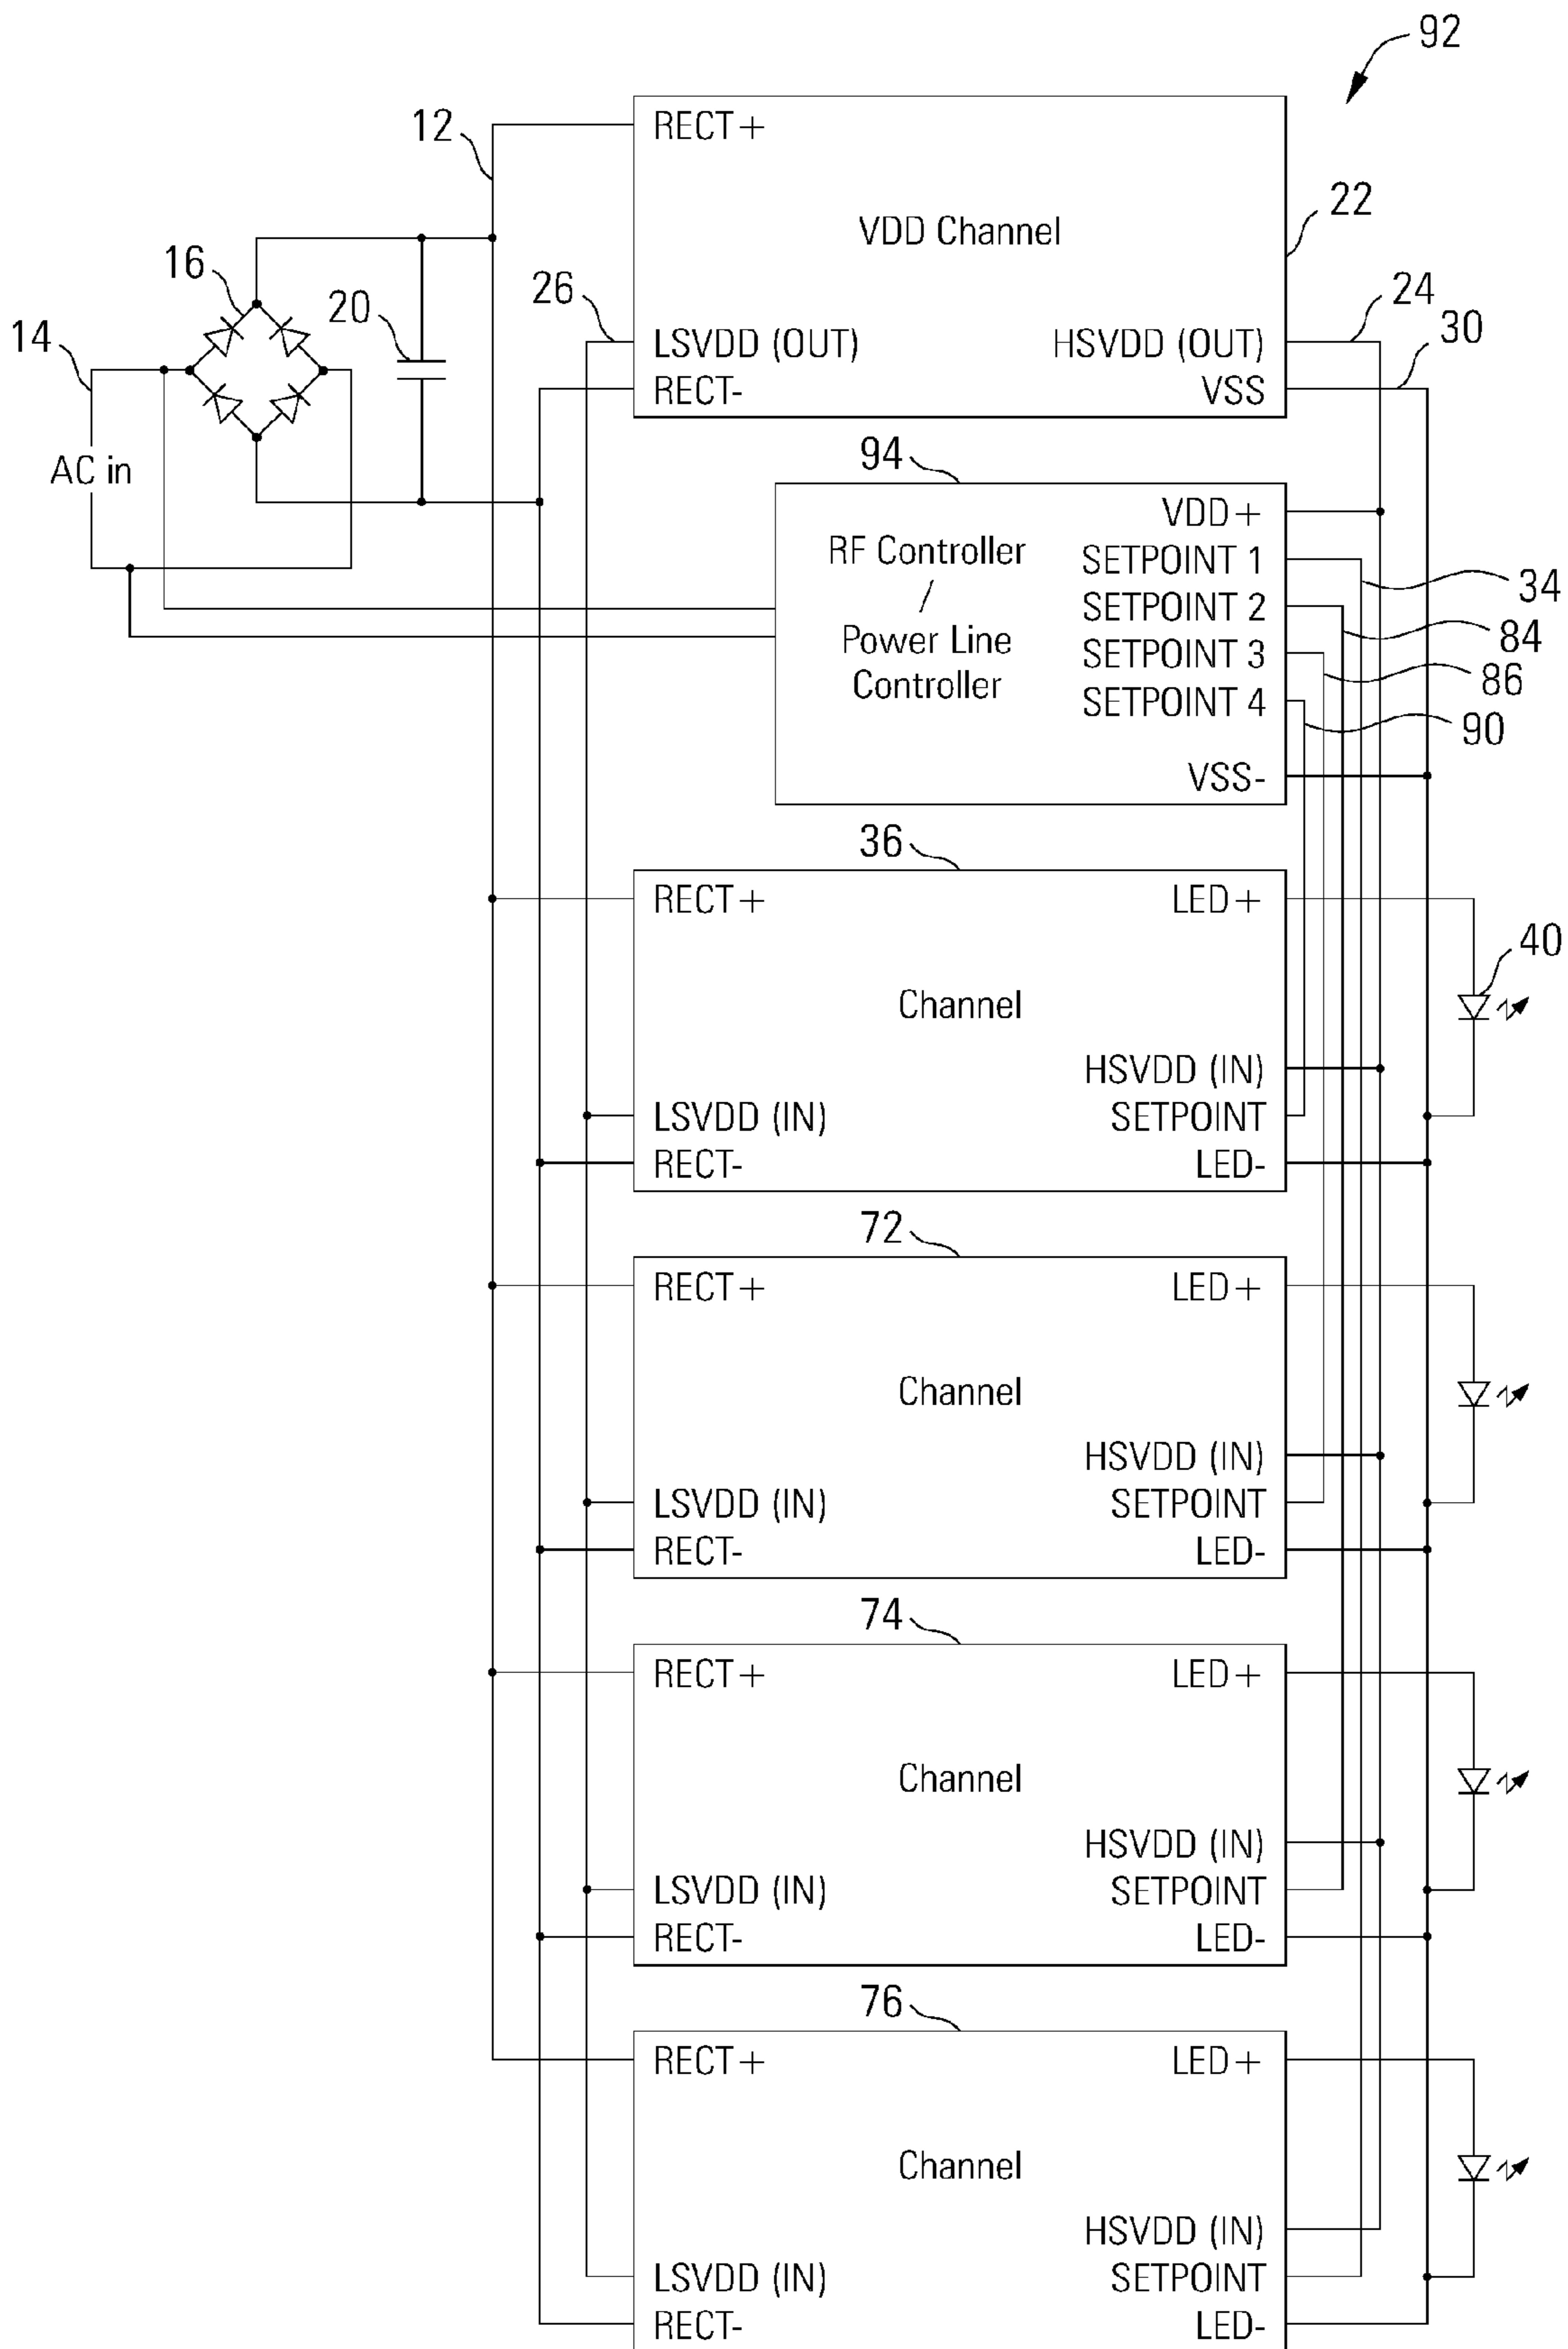 92
12
RECT+
VDD Channel
22
16
26
20
24
14
LSVDD (OUT)
HSVDD (OUT)
30
RECT-
VSS
AC in
94
VDD+
RF Controller
/
Power Line
Controller
SETPOINT 1
34
SETPOINT 2
84
SETPOINT 3
86
SETPOINT 4
90
VSS-
36
RECT+
LED+
40
Channel
HSVDD (IN)
LSVDD (IN)
SETPOINT
RECT-
LED-
72
RECT+
LED+
Channel
HSVDD (IN)
LSVDD (IN)
SETPOINT
RECT-
LED-
74
RECT+
LED+
Channel
HSVDD (IN)
LSVDD (IN)
SETPOINT
RECT-
LED-
76
RECT+
LED+
Channel
HSVDD (IN)
LSVDD (IN)
SETPOINT
RECT-
LED-